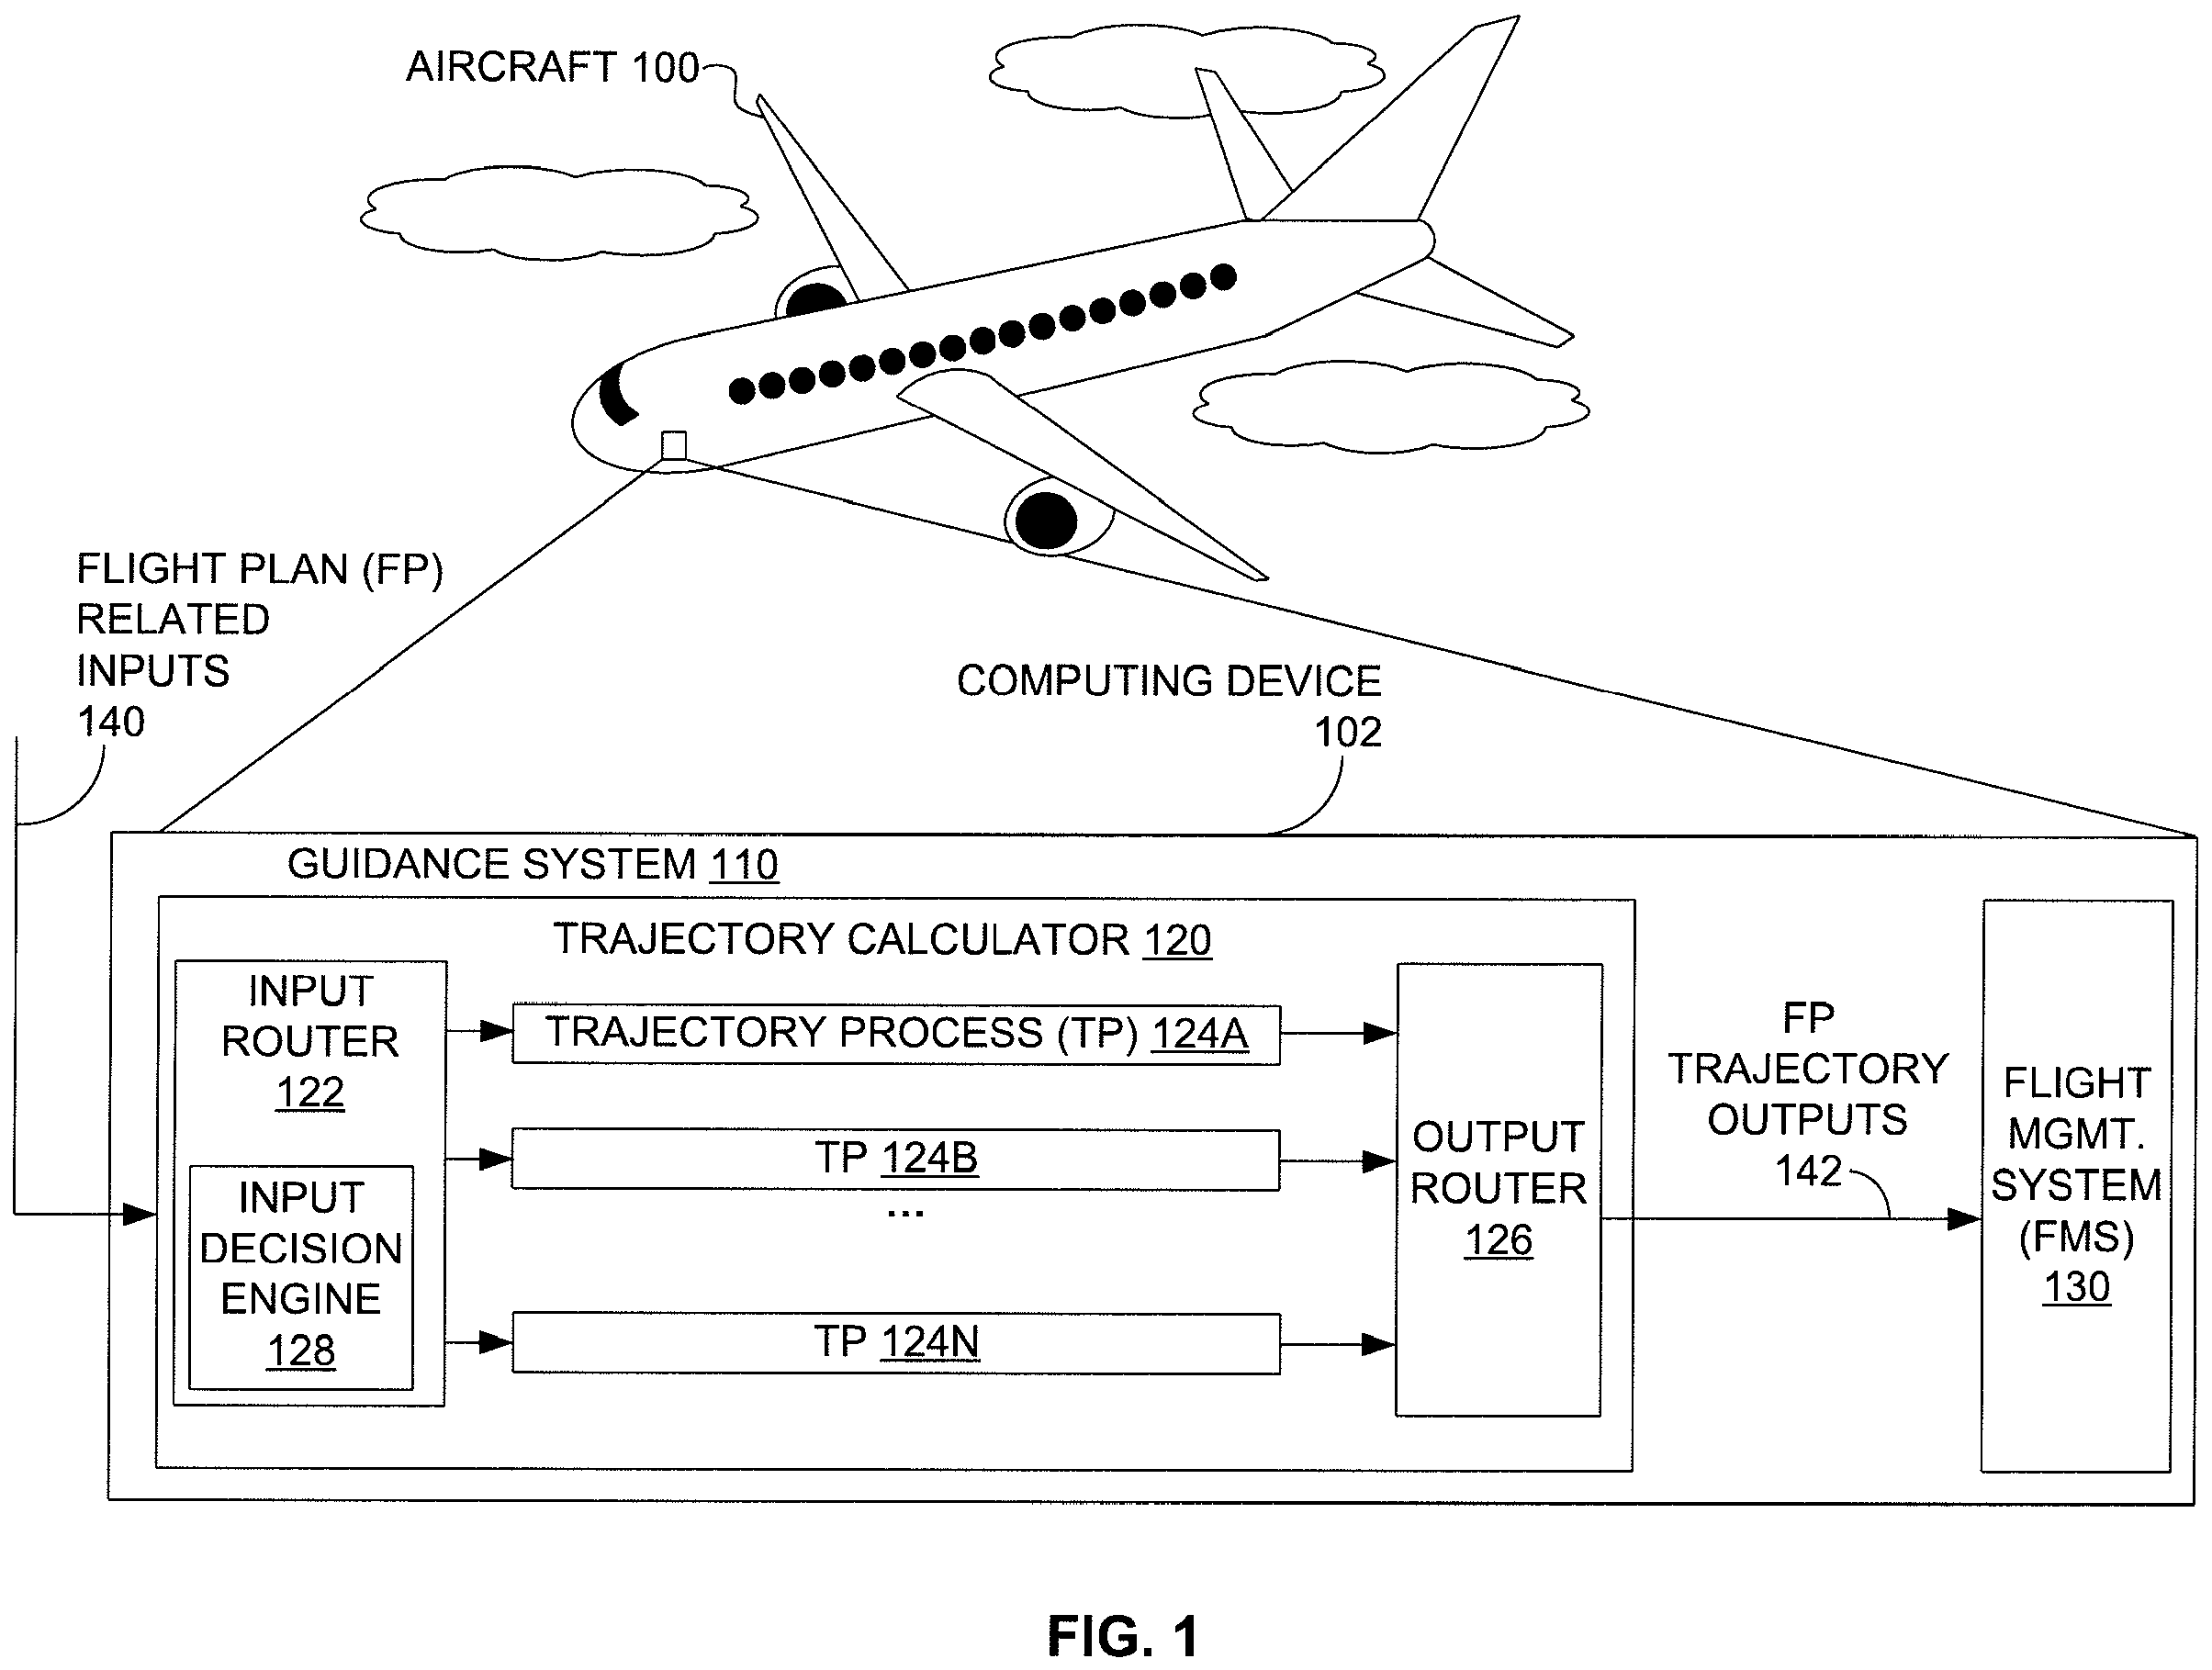 AIRCRAFT 100
FLIGHT PLAN (FP)
RELATED
INPUTS
140
COMPUTING DEVICE
102
GUIDANCE SYSTEM 110
TRAJECTORY CALCULATOR 120
INPUT
ROUTER
122
INPUT
DECISION
ENGINE
128
TRAJECTORY PROCESS (TP) 124A
TP 124B
...
TP 124N
OUTPUT
ROUTER
126
FP
TRAJECTORY
OUTPUTS
142
FLIGHT
MGMT.
SYSTEM
(FMS)
130
FIG. 1